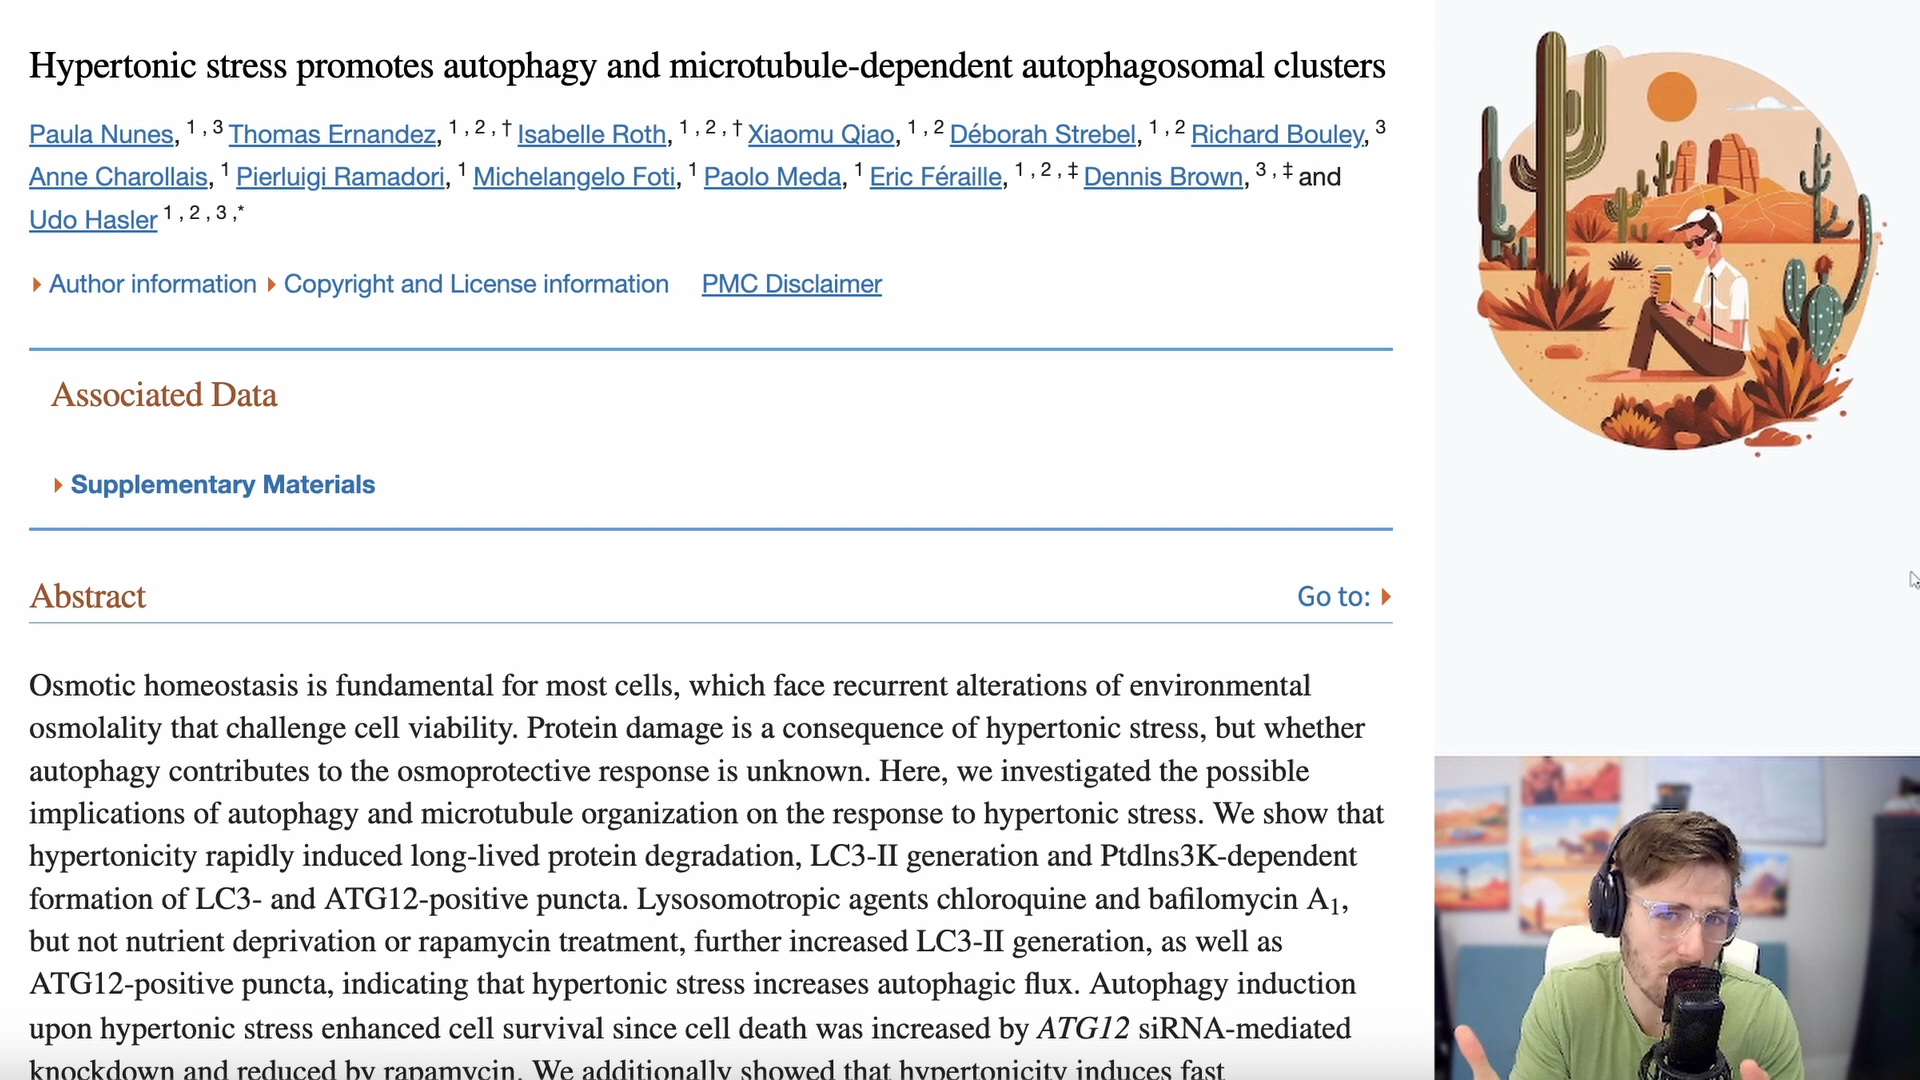 Hypertonic stress promotes autophagy and microtubule-dependent autophagosomal clusters
Paula Nunes, 1 , 3 Thomas Ernandez, 1 , 2 , † Isabelle Roth, 1 , 2 , † Xiaomu Qiao, 1 , 2 Déborah Strebel, 1 , 2 Richard Bouley, 3
Anne Charollais, 1 Pierluigi Ramadori, 1 Michelangelo Foti, 1 Paolo Meda, 1 Eric Féraille, 1 , 2 , ‡ Dennis Brown, 3 , ‡ and
Udo Hasler 1 , 2 , 3 ,*
Author information Copyright and License information PMC Disclaimer
Associated Data
Supplementary Materials
Abstract
Go to:
Osmotic homeostasis is fundamental for most cells, which face recurrent alterations of environmental
osmolality that challenge cell viability. Protein damage is a consequence of hypertonic stress, but whether
autophagy contributes to the osmoprotective response is unknown. Here, we investigated the possible
implications of autophagy and microtubule organization on the response to hypertonic stress. We show that
hypertonicity rapidly induced long-lived protein degradation, LC3-II generation and Ptdlns3K-dependent
formation of LC3- and ATG12-positive puncta. Lysosomotropic agents chloroquine and bafilomycin A1,
but not nutrient deprivation or rapamycin treatment, further increased LC3-II generation, as well as
ATG12-positive puncta, indicating that hypertonic stress increases autophagic flux. Autophagy induction
upon hypertonic stress enhanced cell survival since cell death was increased by ATG12 siRNA-mediated
knockdown and reduced by rapamycin. We additionally showed that hypertonicity induces fast